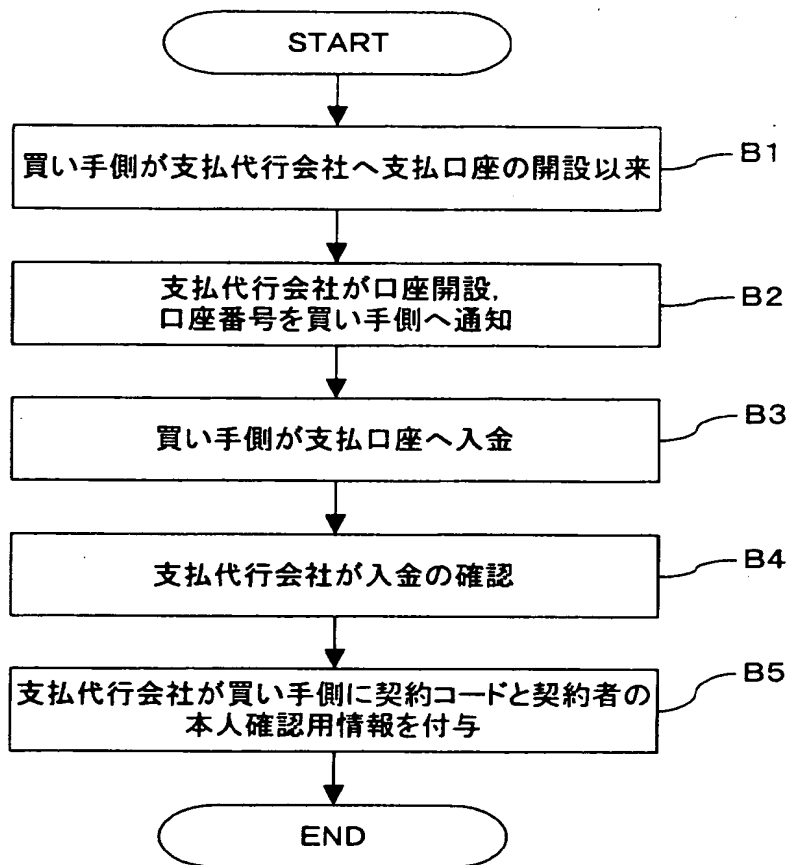 START
買い手側が支払代行会社へ支払口座の開設以来
B1
支払代行会社が口座開設,
口座番号を買い手側へ通知
B2
買い手側が支払口座へ入金
B3
支払代行会社が入金の確認
B4
支払代行会社が買い手側に契約コードと契約者の
本人確認用情報を付与
B5
END